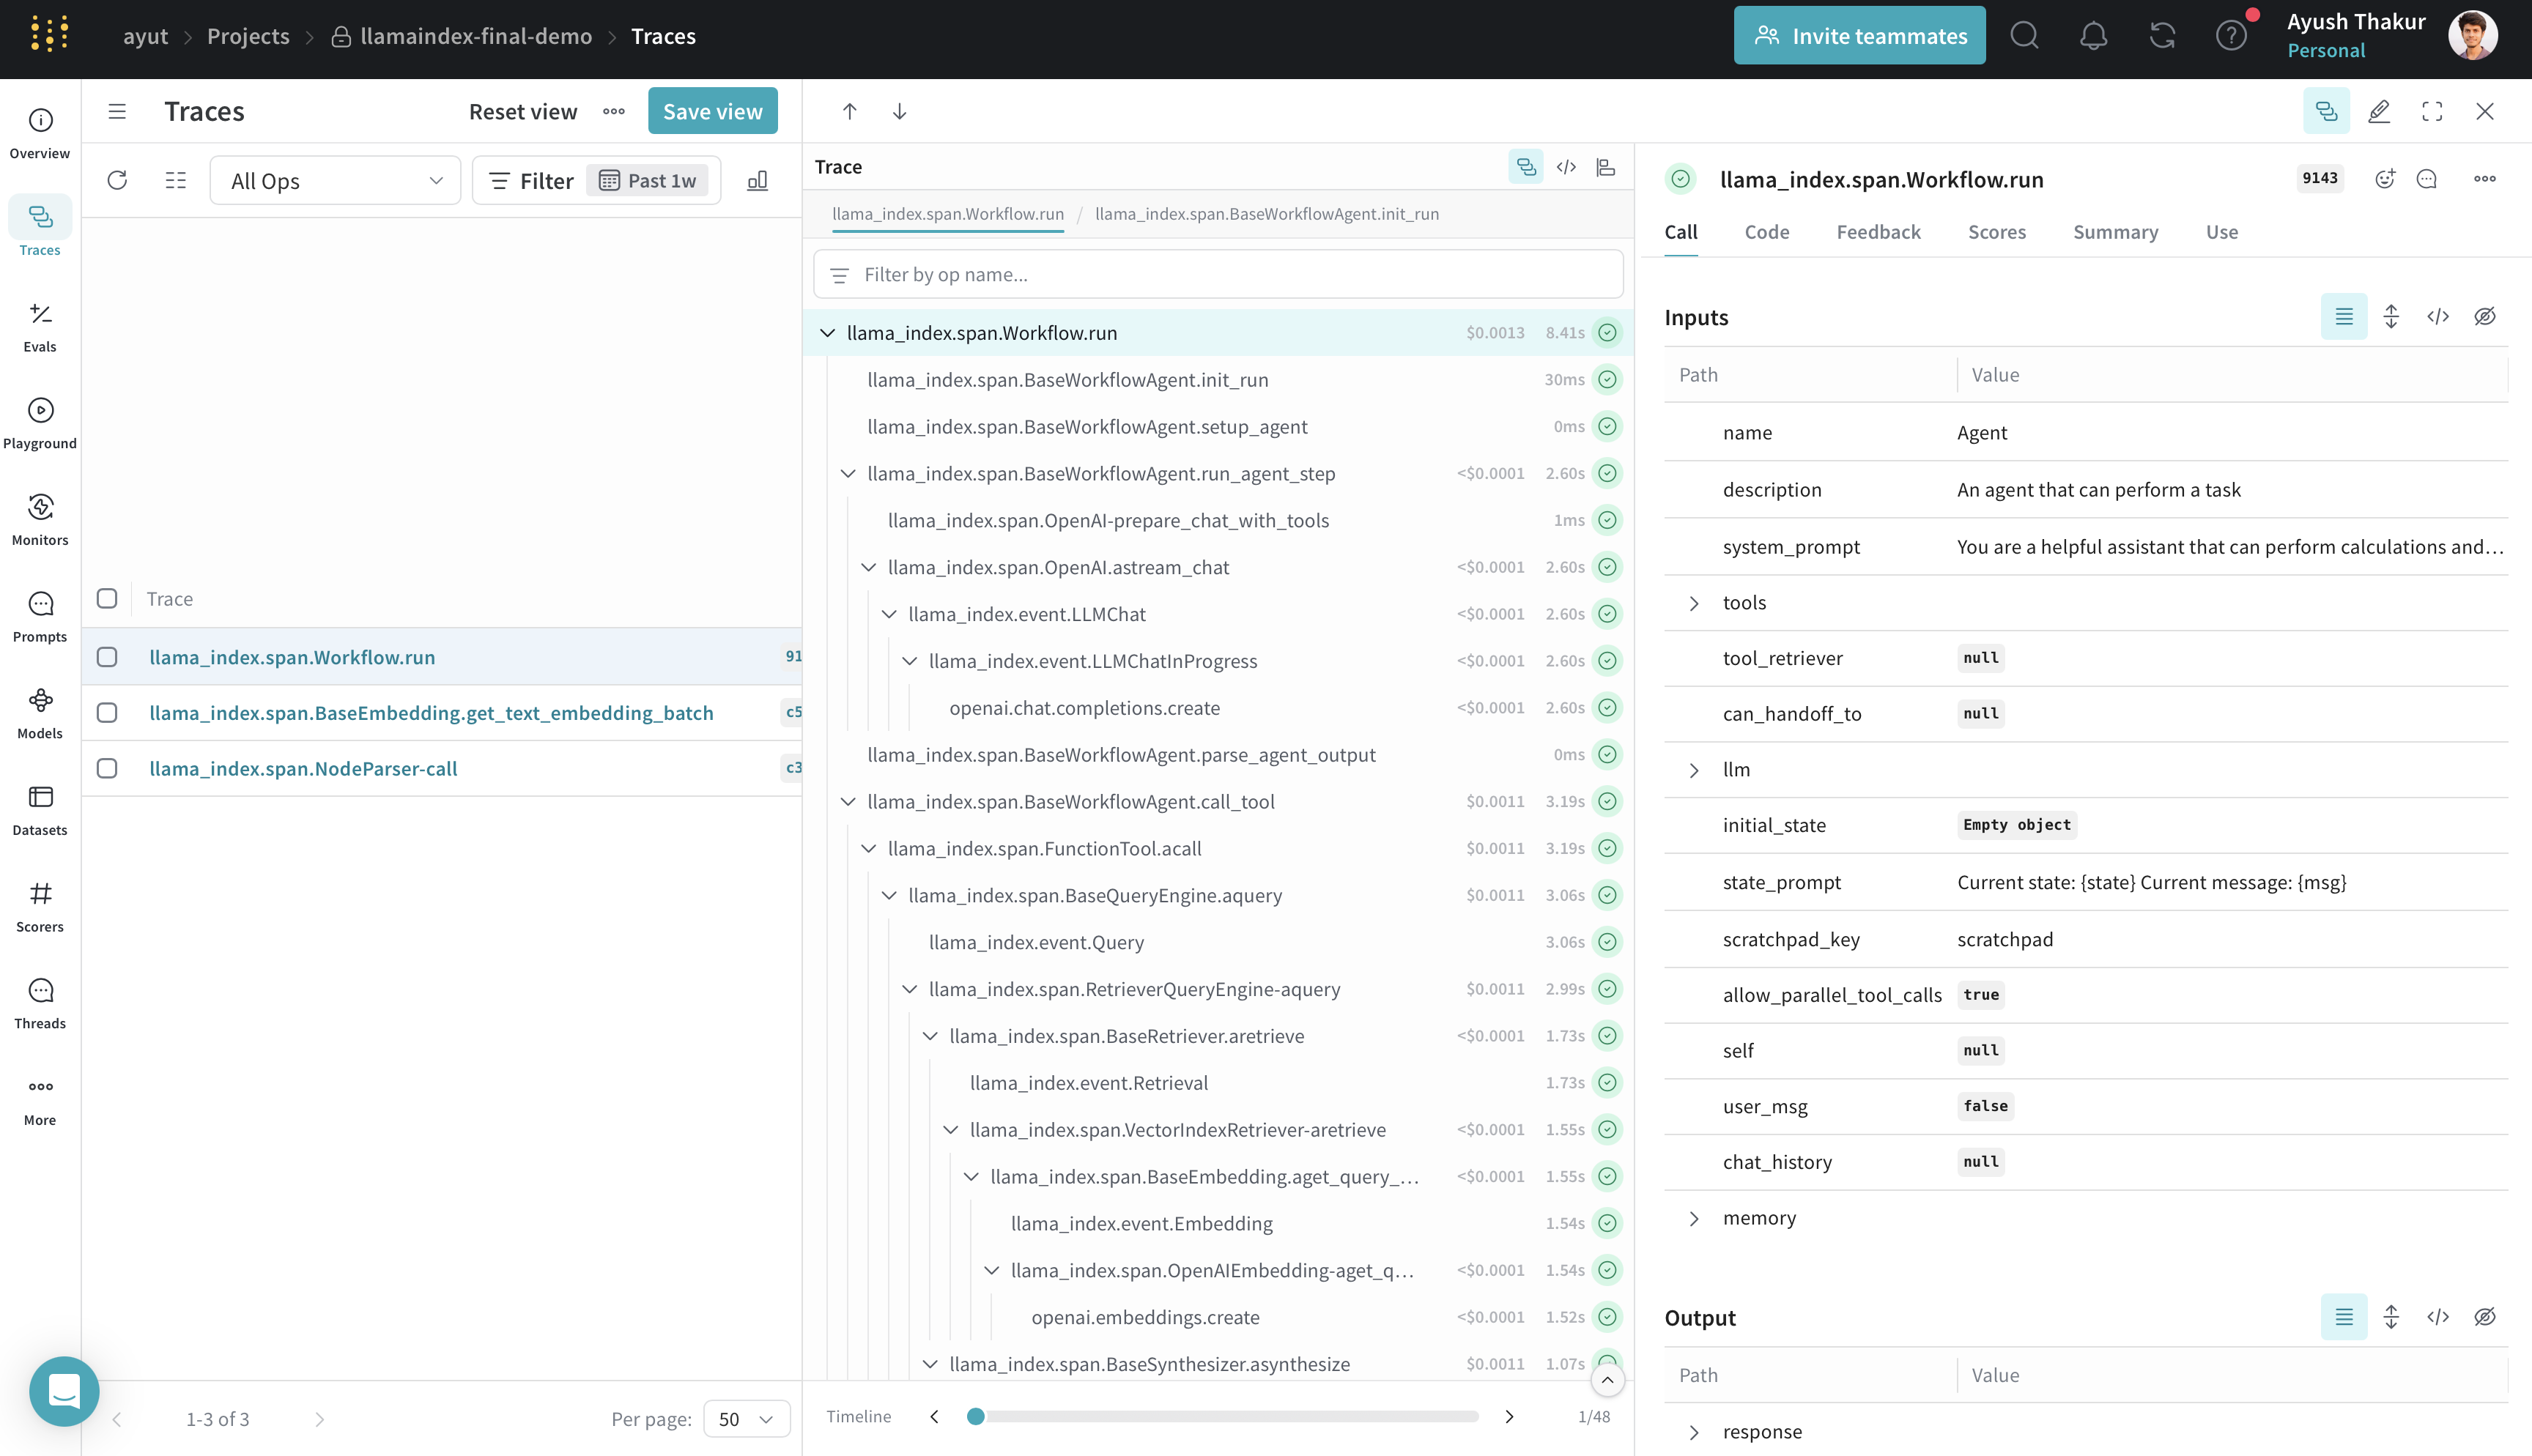 ayut > Projects > llamaindex-final-demo > Traces
Invite teammates
Ayush Thakur
Personal
Overview
Traces
Evals
Playground
Monitors
Prompts
Models
Datasets
Scorers
Threads
More
Traces
Reset view
Save view
All Ops
Filter
Past 1w
Trace
llama_index.span.Workflow.run 91
llama_index.span.BaseEmbedding.get_text_embedding_batch c5
llama_index.span.NodeParser-call c3
1-3 of 3
Per page: 50
Trace
llama_index.span.Workflow.run / llama_index.span.BaseWorkflowAgent.init_run
Filter by op name...
llama_index.span.Workflow.run $0.0013 8.41s
llama_index.span.BaseWorkflowAgent.init_run 30ms
llama_index.span.BaseWorkflowAgent.setup_agent 0ms
llama_index.span.BaseWorkflowAgent.run_agent_step <$0.0001 2.60s
llama_index.span.OpenAI-prepare_chat_with_tools 1ms
llama_index.span.OpenAI.astream_chat <$0.0001 2.60s
llama_index.event.LLMChat <$0.0001 2.60s
llama_index.event.LLMChatInProgress <$0.0001 2.60s
openai.chat.completions.create <$0.0001 2.60s
llama_index.span.BaseWorkflowAgent.parse_agent_output 0ms
llama_index.span.BaseWorkflowAgent.call_tool $0.0011 3.19s
llama_index.span.FunctionTool.acall $0.0011 3.19s
llama_index.span.BaseQueryEngine.aquery $0.0011 3.06s
llama_index.event.Query 3.06s
llama_index.span.RetrieverQueryEngine-aquery $0.0011 2.99s
llama_index.span.BaseRetriever.aretrieve <$0.0001 1.73s
llama_index.event.Retrieval 1.73s
llama_index.span.VectorIndexRetriever-aretrieve <$0.0001 1.55s
llama_index.span.BaseEmbedding.aget_query_... <$0.0001 1.55s
llama_index.event.Embedding 1.54s
llama_index.span.OpenAIEmbedding-aget_q... <$0.0001 1.54s
openai.embeddings.create <$0.0001 1.52s
llama_index.span.BaseSynthesizer.asynthesize $0.0011 1.07s
Timeline 1/48
llama_index.span.Workflow.run 9143
Call Code Feedback Scores Summary Use
Inputs
Path Value
name Agent
description An agent that can perform a task
system_prompt You are a helpful assistant that can perform calculations and...
tools
tool_retriever null
can_handoff_to null
llm
initial_state Empty object
state_prompt Current state: {state} Current message: {msg}
scratchpad_key scratchpad
allow_parallel_tool_calls true
self null
user_msg false
chat_history null
memory
Output
Path Value
response